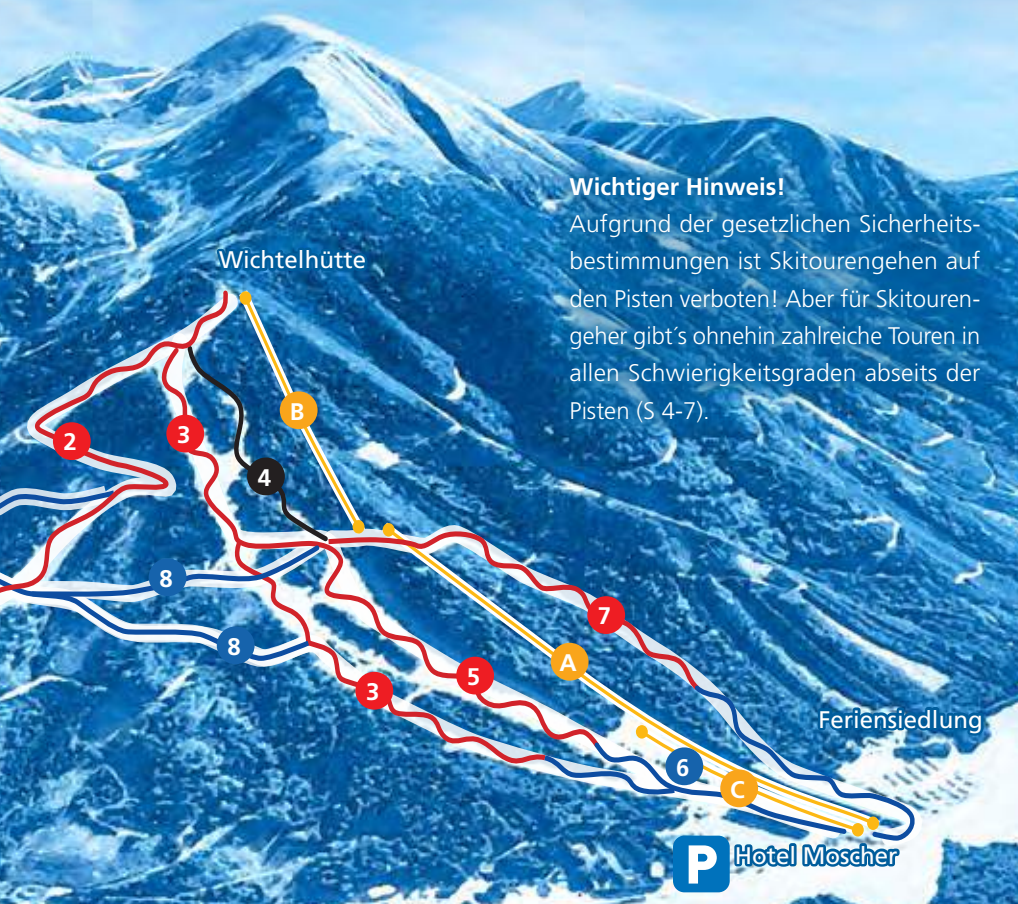 Wichtiger Hinweis!
Aufgrund der gesetzlichen Sicherheits-
bestimmungen ist Skitourengehen auf
den Pisten verboten! Aber für Skitouren-
geher gibt´s ohnehin zahlreiche Touren in
allen Schwierigkeitsgraden abseits der
Pisten (S 4-7).
Wichtelhütte
B
2
3
4
8
7
8
A
5
3
Feriensiedlung
6
C
P Hotel Moscher